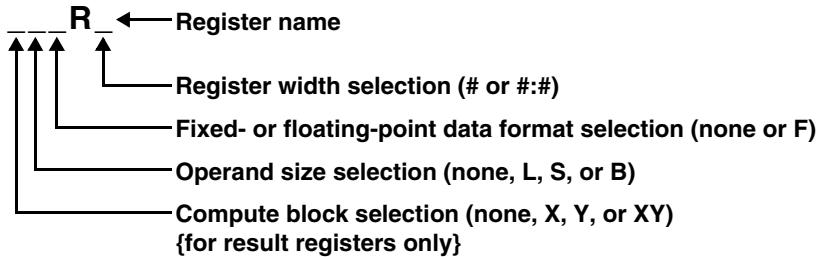 _ _ _ R _ Register name
Register width selection (# or #:#)
Fixed- or floating-point data format selection (none or F)
Operand size selection (none, L, S, or B)
Compute block selection (none, X, Y, or XY)
{for result registers only}